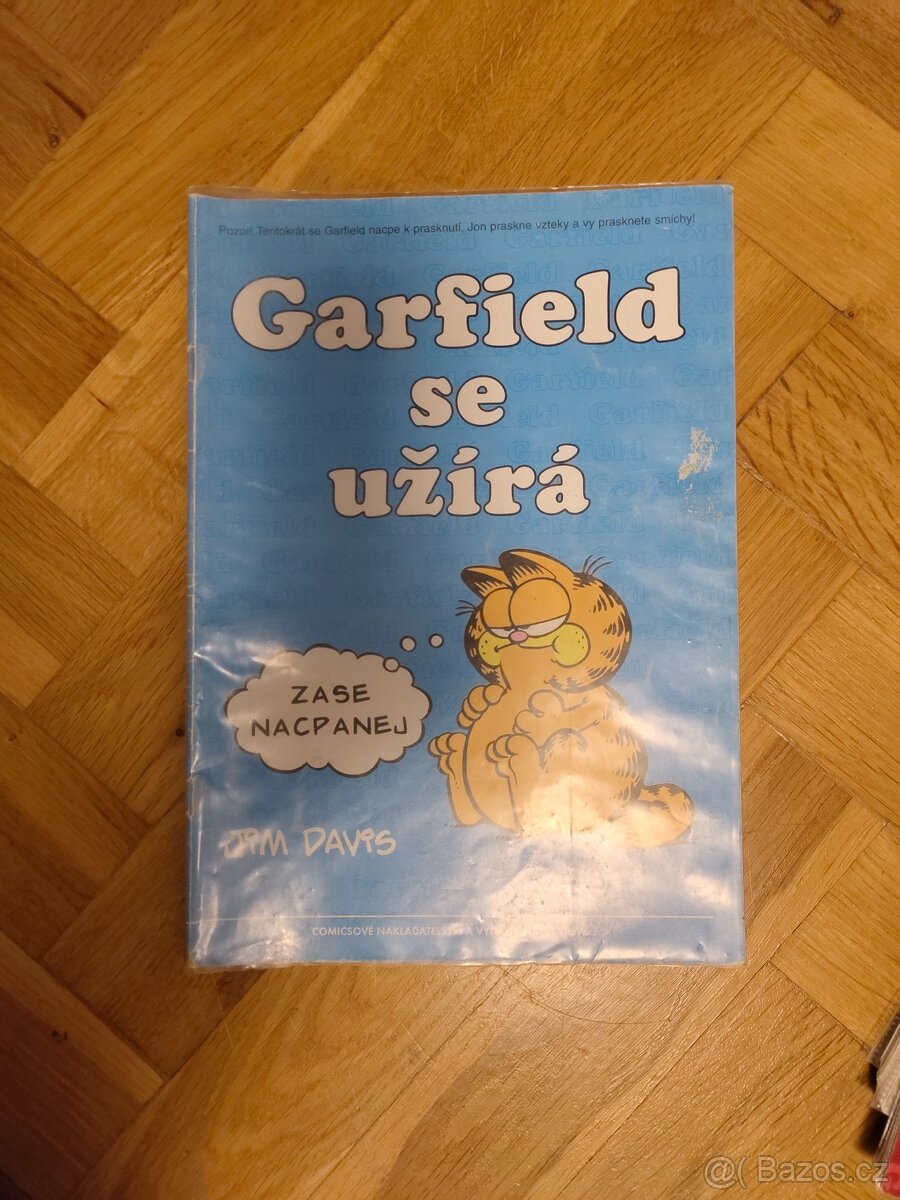 Pozor! Tentokrát se Garfield nacpe k prasknutí, Jon praskne vzteky a vy prasknete smíchy!
Garfield
se
užírá
ZASE
NACPANEJ
JIM DAVIS
COMICSOVÉ NAKLADATELSTVÍ A
@( Bazos.cz